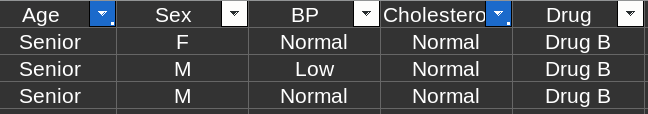 Age Sex BP Cholestero Drug
Senior F Normal Normal Drug B
Senior M Low Normal Drug B
Senior M Normal Normal Drug B